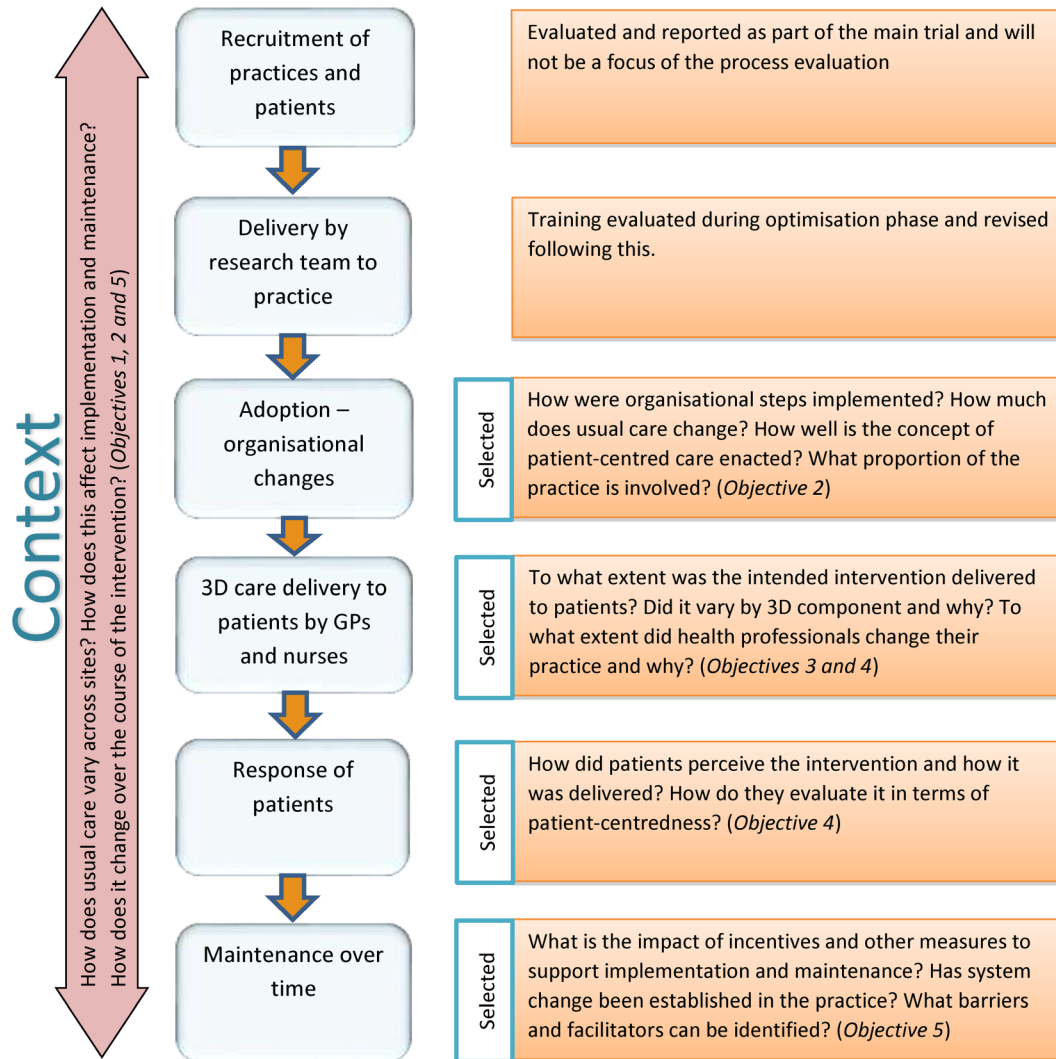 Context
How does usual care vary across sites? How does this affect implementation and maintenance?
How does it change over the course of the intervention? (Objectives 1, 2 and 5)
Recruitment of
practices and
patients
Evaluated and reported as part of the main trial and will
not be a focus of the process evaluation
Delivery by
research team to
practice
Training evaluated during optimisation phase and revised
following this.
Adoption –
organisational
changes
Selected
How were organisational steps implemented? How much
does usual care change? How well is the concept of
patient-centred care enacted? What proportion of the
practice is involved? (Objective 2)
3D care delivery to
patients by GPs
and nurses
Selected
To what extent was the intended intervention delivered
to patients? Did it vary by 3D component and why? To
what extent did health professionals change their
practice and why? (Objectives 3 and 4)
Response of
patients
Selected
How did patients perceive the intervention and how it
was delivered? How do they evaluate it in terms of
patient-centredness? (Objective 4)
Maintenance over
time
Selected
What is the impact of incentives and other measures to
support implementation and maintenance? Has system
change been established in the practice? What barriers
and facilitators can be identified? (Objective 5)